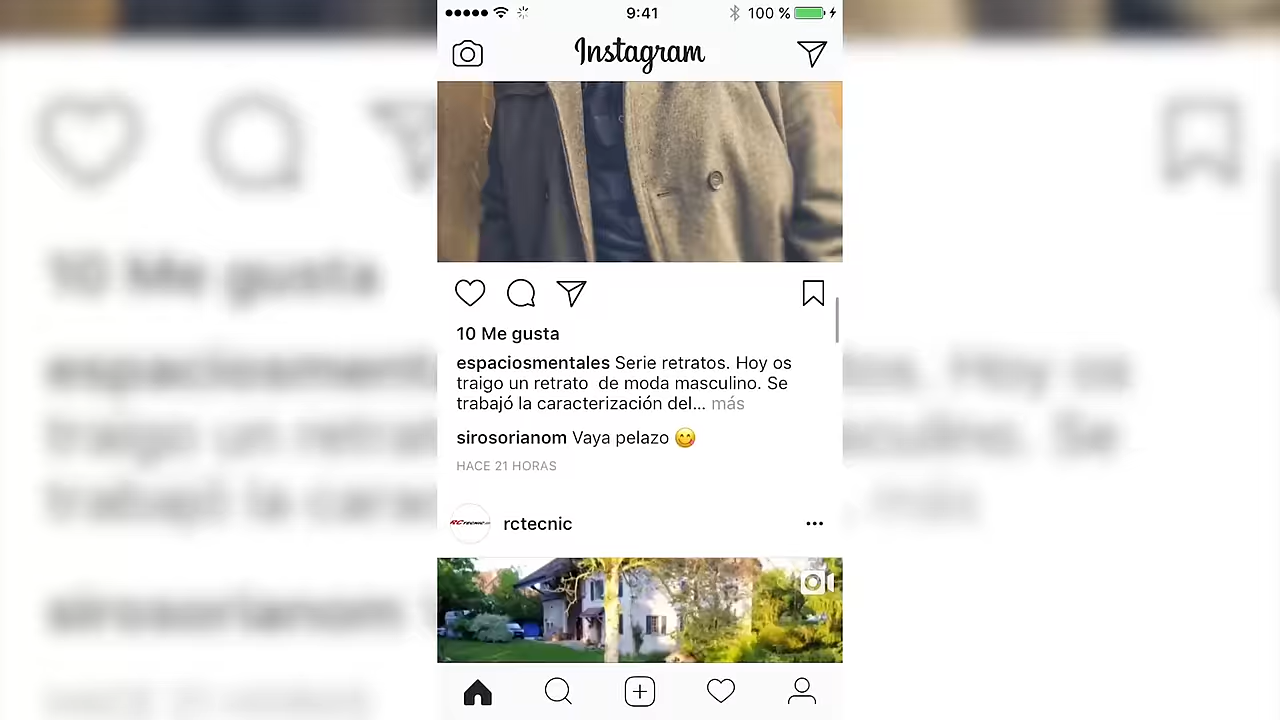 9:41
100 %
Instagram
10 Me gusta
espaciosmentales Serie retratos. Hoy os
traigo un retrato de moda masculino. Se
trabajó la caracterización del... más
sirosorianom Vaya pelazo 😋
HACE 21 HORAS
RCTECNIC
rctecnic